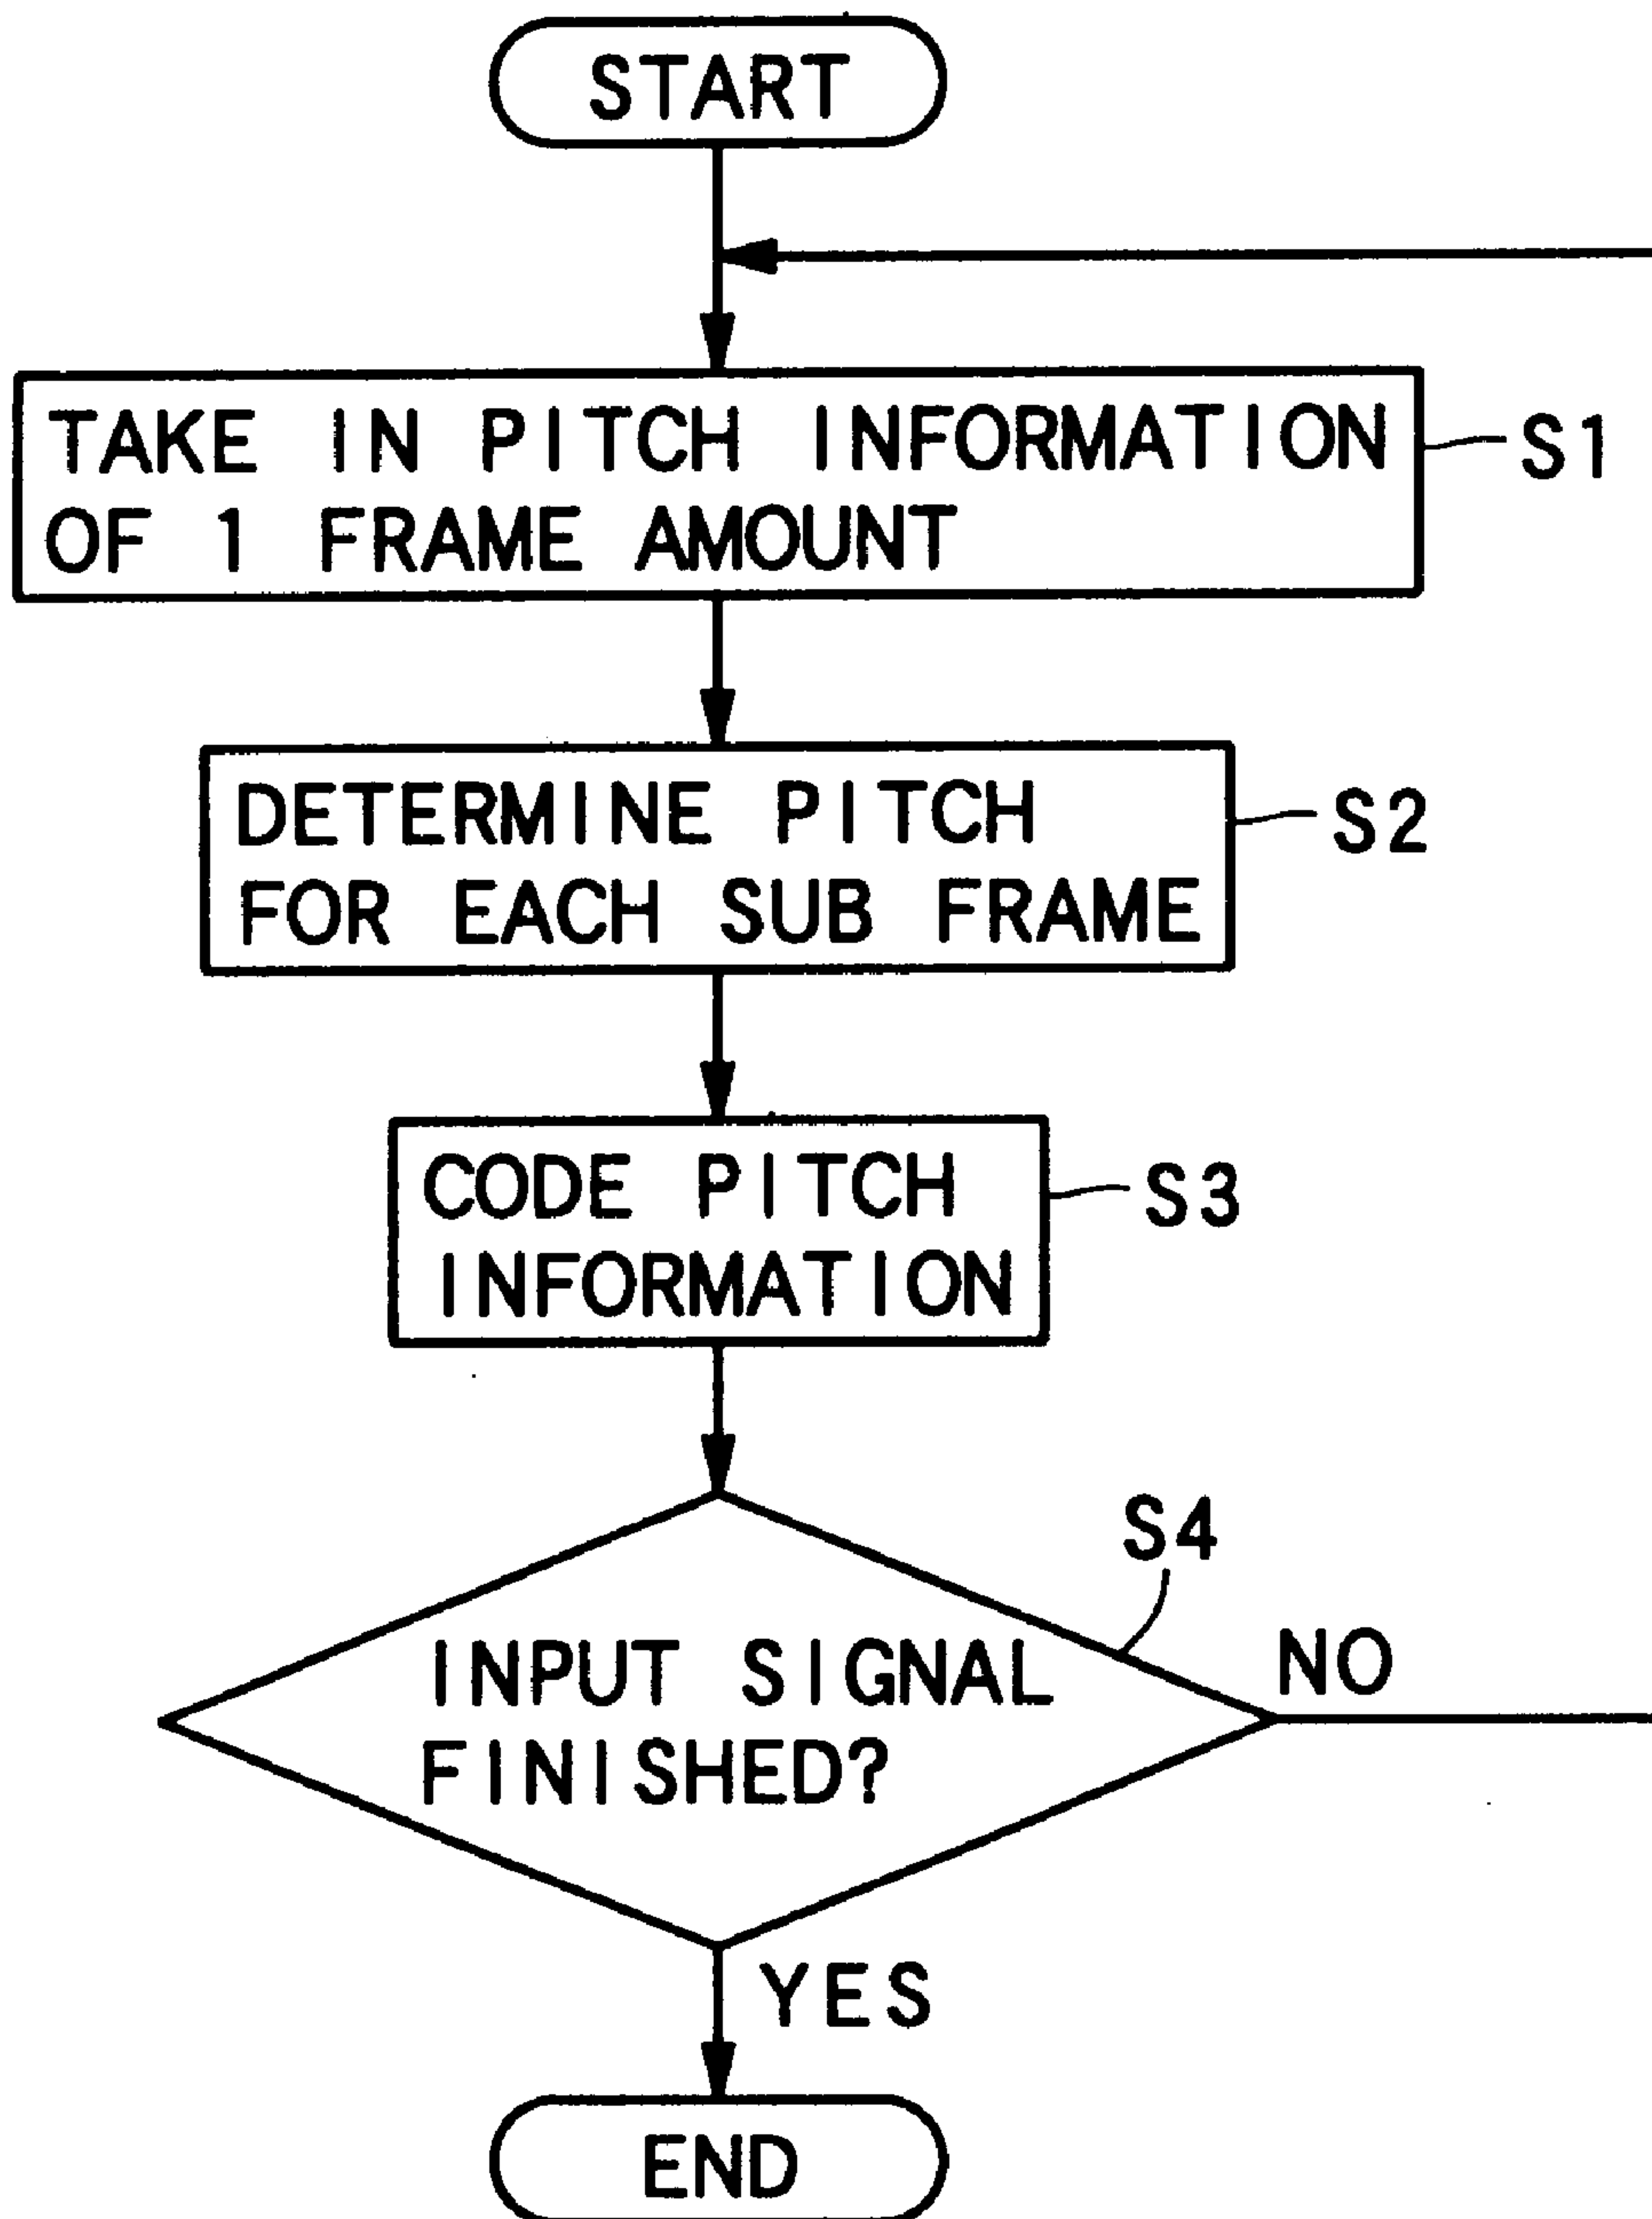 START
TAKE IN PITCH INFORMATION
OF 1 FRAME AMOUNT
S1
DETERMINE PITCH
FOR EACH SUB FRAME
S2
CODE PITCH
INFORMATION
S3
S4
INPUT SIGNAL
FINISHED?
NO
YES
END